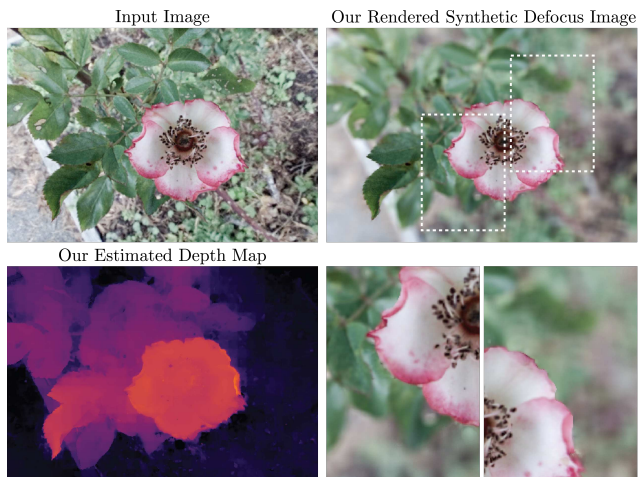 Input Image
Our Rendered Synthetic Defocus Image
Our Estimated Depth Map